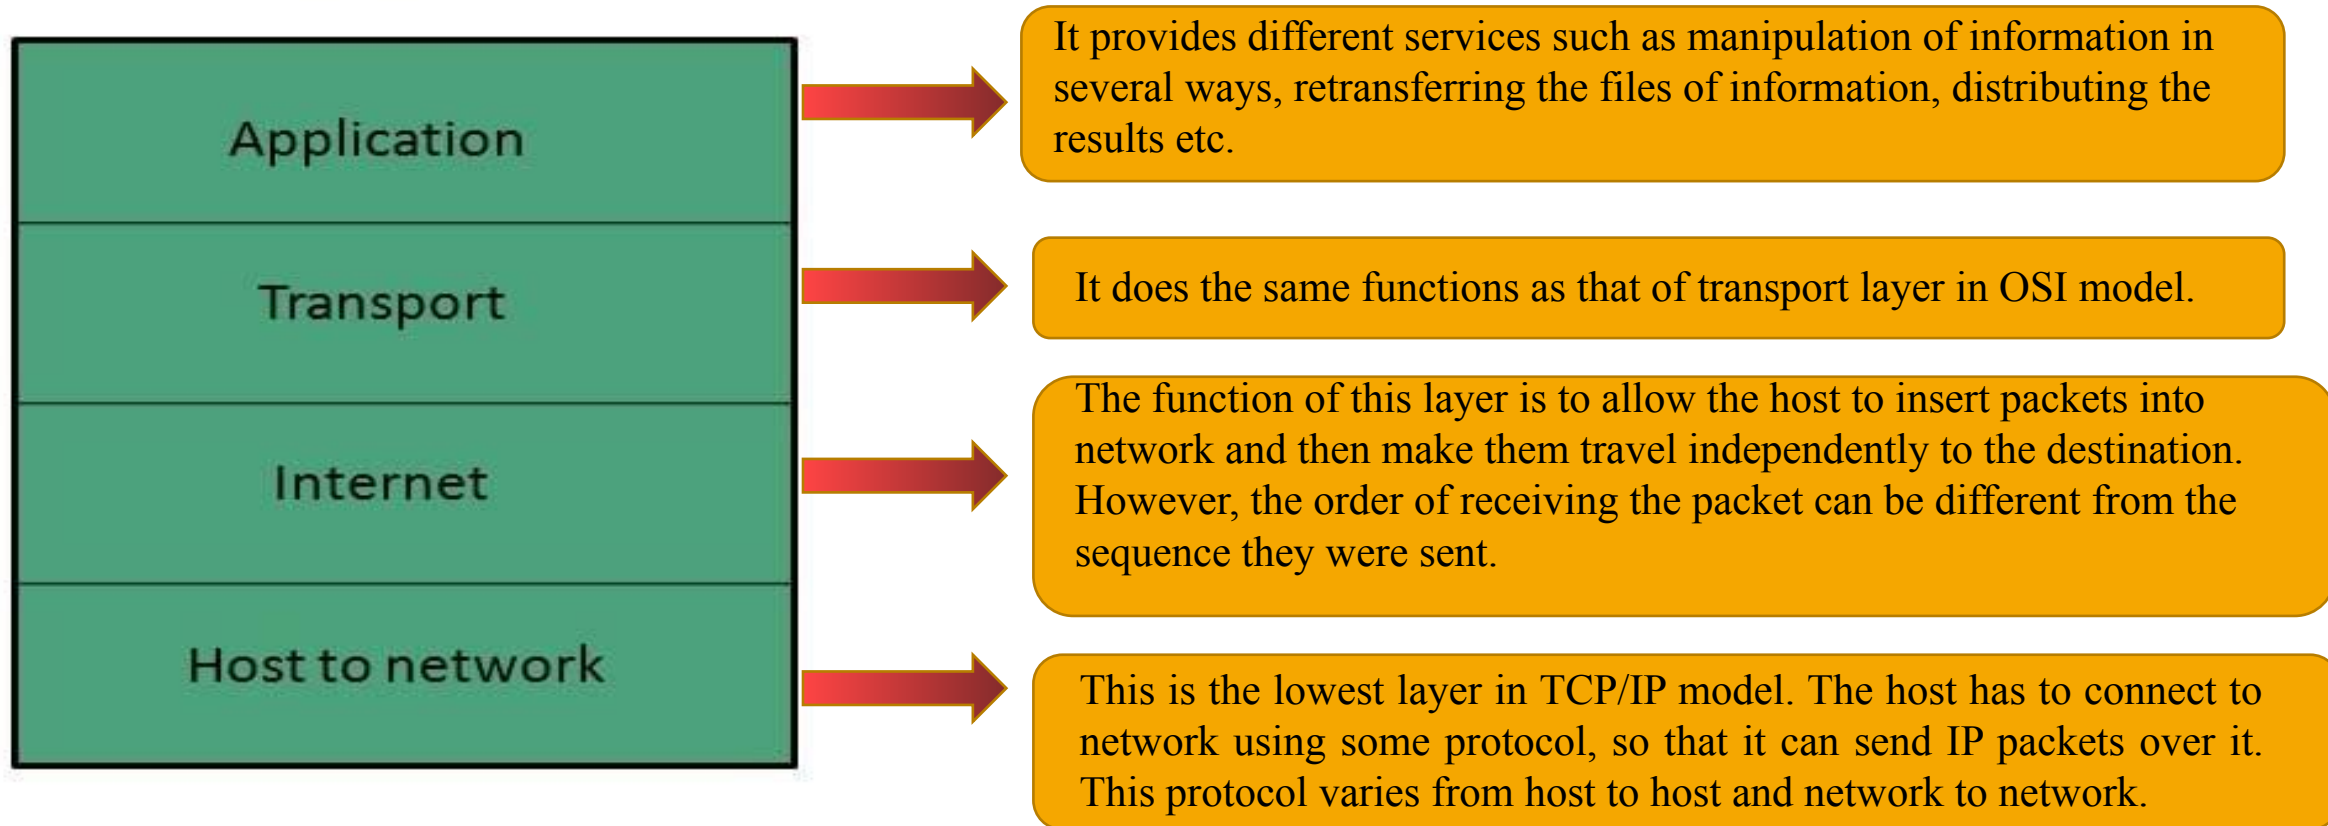 Application
It provides different services such as manipulation of information in
several ways, retransferring the files of information, distributing the
results etc.
Transport
It does the same functions as that of transport layer in OSI model.
Internet
The function of this layer is to allow the host to insert packets into
network and then make them travel independently to the destination.
However, the order of receiving the packet can be different from the
sequence they were sent.
Host to network
This is the lowest layer in TCP/IP model. The host has to connect to
network using some protocol, so that it can send IP packets over it.
This protocol varies from host to host and network to network.